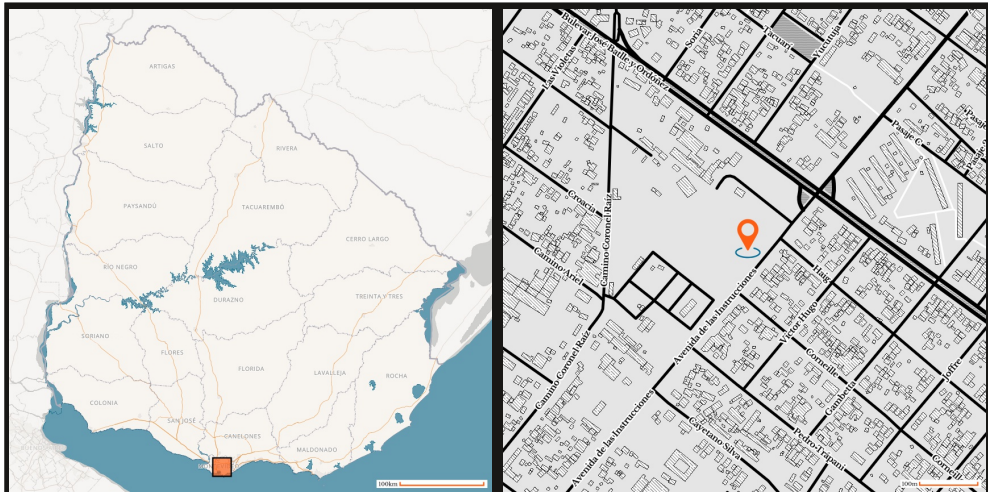 ARTIGAS
SALTO
RIVERA
PAYSANDÚ
TACUAREMBÓ
CERRO LARGO
RÍO NEGRO
DURAZNO
TREINTA Y TRES
SORIANO
FLORES
FLORIDA
LAVALLEJA
ROCHA
COLONIA
SAN JOSÉ
CANELONES
MALDONADO
100km
Bulevar José Batlle y Ordóñez
Las Violetas
Soria
Tacuarí
Yucutujá
Pasaje C
Pasaje
Croacia
Camino Coronel Raíz
Camino Ariel
Haig
Avenida de las Instrucciones
Victor Hugo
Corneille
Joffre
Camino Coronel Raíz
Gambetta
Avenida de las Instrucciones
Cayetano Silva
Pedro Trápani
Corneille
100m